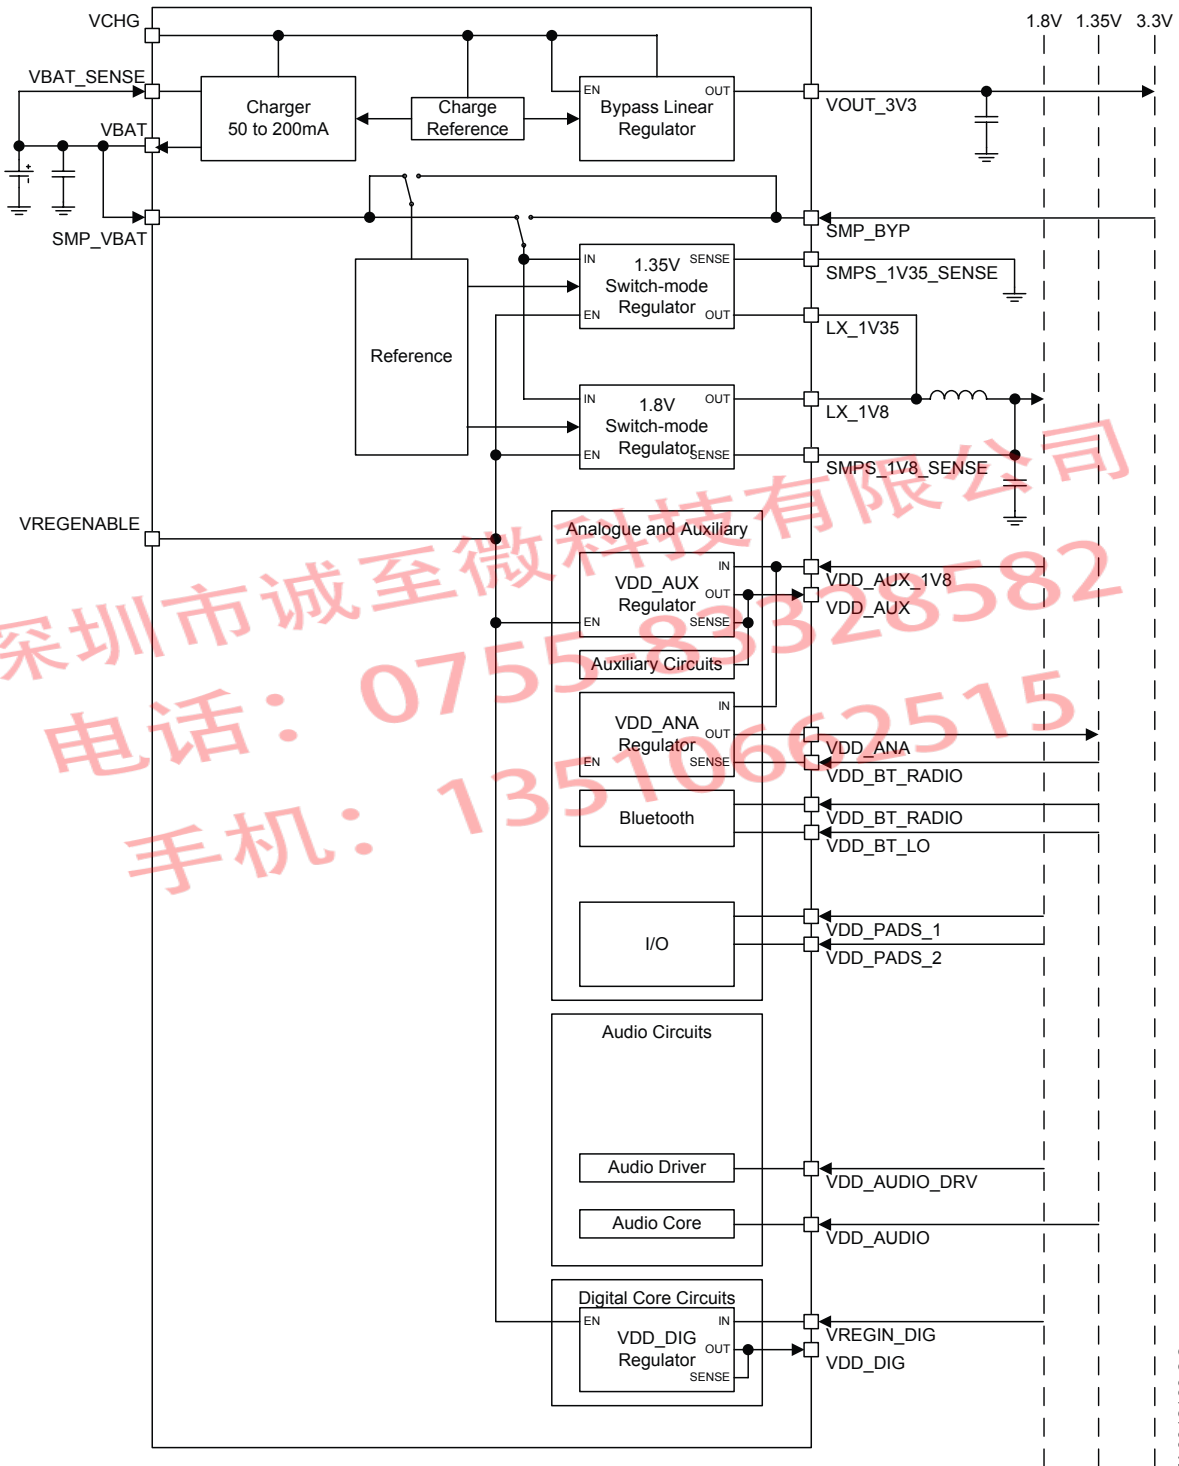 VCHG
1.8V 1.35V 3.3V
VBAT_SENSE
Charger
50 to 200mA
Charge
Reference
EN
OUT
Bypass Linear
Regulator
VOUT_3V3
VBAT
+
-
SMP_VBAT
SMP_BYP
IN
SENSE
1.35V
Switch-mode
Regulator
EN
OUT
SMPS_1V35_SENSE
LX_1V35
Reference
IN
OUT
1.8V
Switch-mode
Regulator
EN
SENSE
LX_1V8
SMPS_1V8_SENSE
VREGENABLE
Analogue and Auxiliary
IN
VDD_AUX
Regulator
OUT
EN
SENSE
VDD_AUX_1V8
VDD_AUX
Auxiliary Circuits
IN
VDD_ANA
Regulator
OUT
EN
SENSE
VDD_ANA
VDD_BT_RADIO
Bluetooth
VDD_BT_RADIO
VDD_BT_LO
I/O
VDD_PADS_1
VDD_PADS_2
Audio Circuits
Audio Driver
VDD_AUDIO_DRV
Audio Core
VDD_AUDIO
Digital Core Circuits
EN
IN
VDD_DIG
Regulator
OUT
SENSE
VREGIN_DIG
VDD_DIG
深圳市诚至微科技有限公司
电话：0755-83328582
手机：13510662515